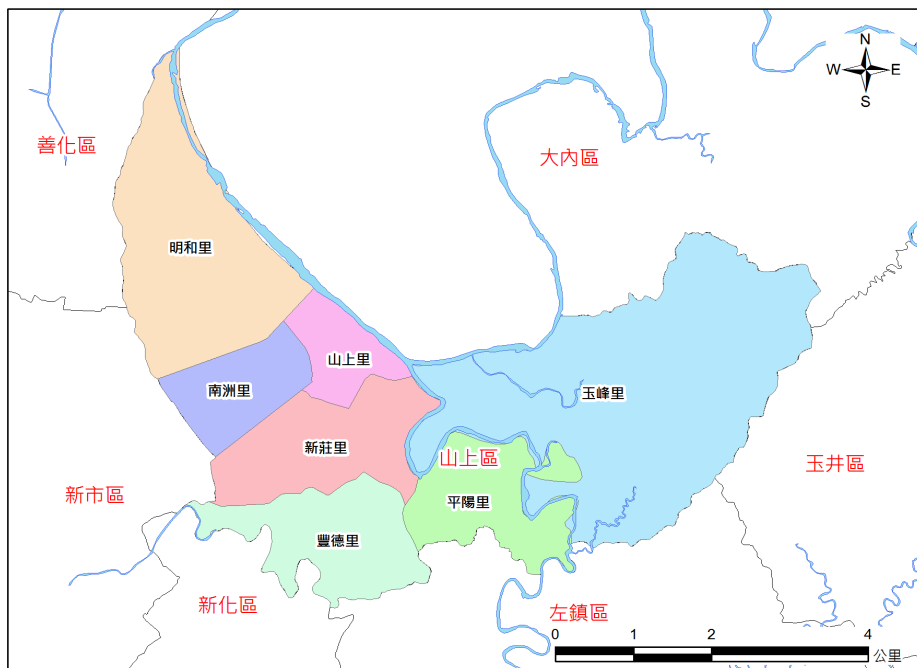 N
W E
S
善化區
大內區
明和里
山上里
南洲里
玉峰里
新莊里
山上區
玉井區
新市區
平陽里
豐德里
新化區
左鎮區
0 1 2 4
公里